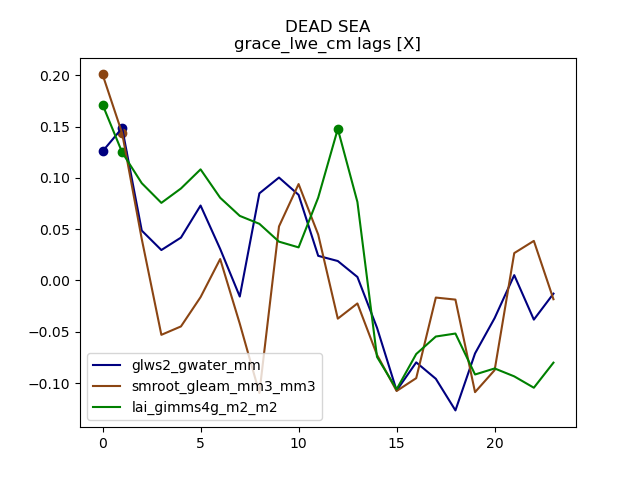 DEAD SEA
grace_lwe_cm lags [X]
0.20
0.15
0.10
0.05
0.00
−0.05
−0.10
glws2_gwater_mm
smroot_gleam_mm3_mm3
lai_gimms4g_m2_m2
0 5 10 15 20